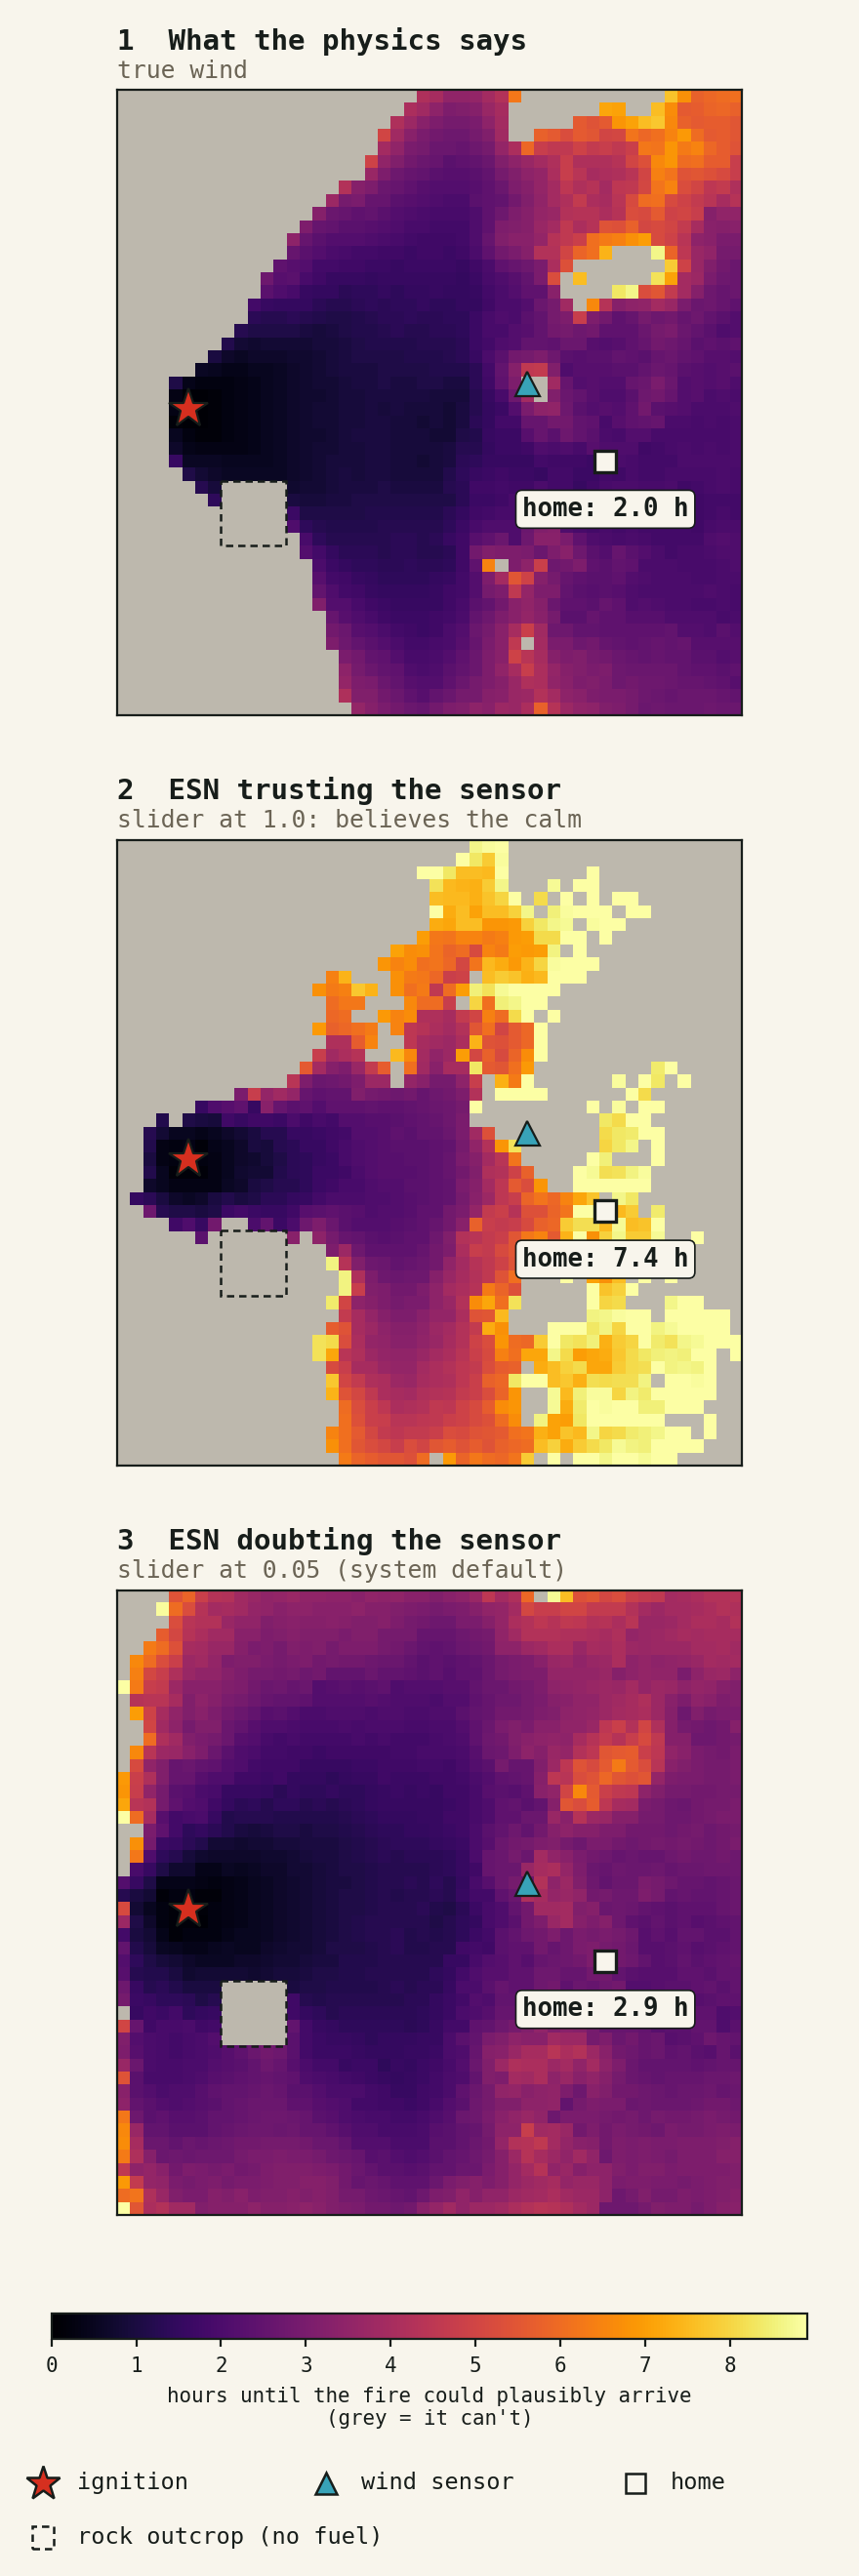 1  What the physics says
true wind
home: 2.0 h
2  ESN trusting the sensor
slider at 1.0: believes the calm
home: 7.4 h
3  ESN doubting the sensor
slider at 0.05 (system default)
home: 2.9 h
0 1 2 3 4 5 6 7 8
hours until the fire could plausibly arrive
(grey = it can't)
ignition wind sensor home
rock outcrop (no fuel)